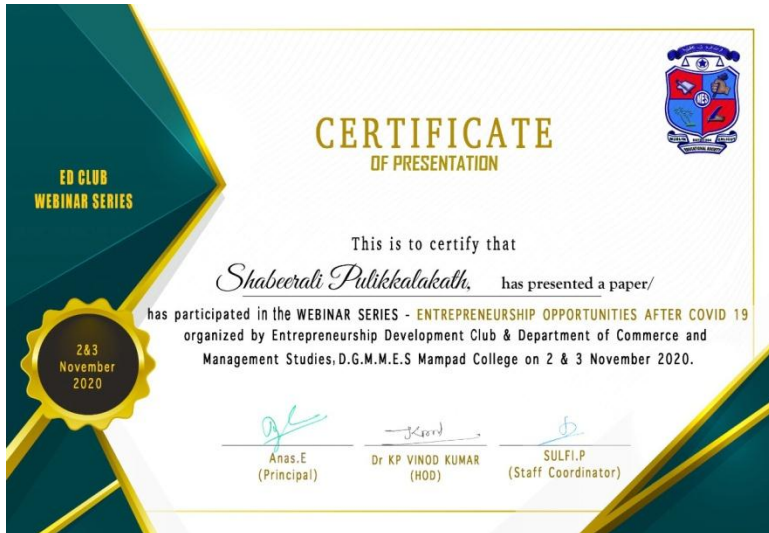 CERTIFICATE
OF PRESENTATION
ED CLUB
WEBINAR SERIES
This is to certify that
Shabeerali Pulikkalakath, has presented a paper/
has participated in the WEBINAR SERIES - ENTREPRENEURSHIP OPPORTUNITIES AFTER COVID 19
organized by Entrepreneurship Development Club & Department of Commerce and
Management Studies, D.G.M.M.E.S Mampad College on 2 & 3 November 2020.
2&3
November
2020
Anas.E
(Principal)
Dr KP VINOD KUMAR
(HOD)
SULFI.P
(Staff Coordinator)
MES